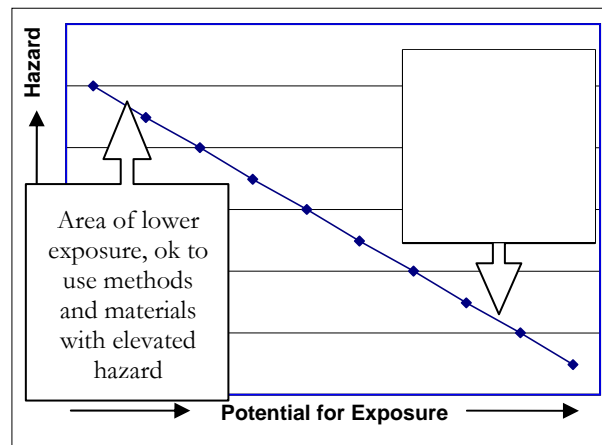 Hazard
Area of lower
exposure, ok to
use methods
and materials
with elevated
hazard
Potential for Exposure